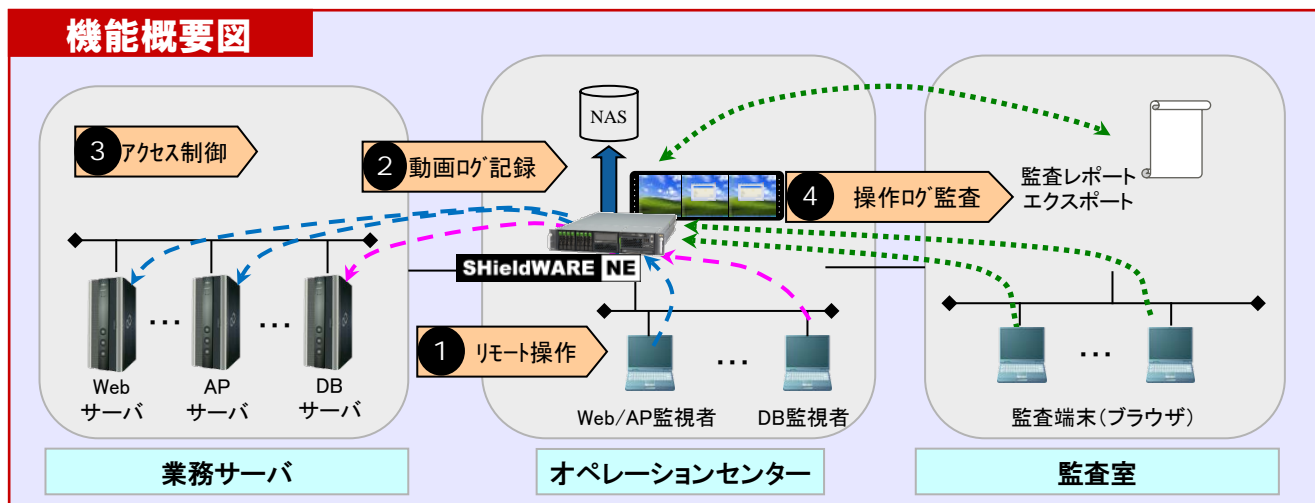 機能概要図
3 アクセス制御
2 動画ログ記録
NAS
4 操作ログ監査
監査レポート
エクスポート
SHieldWARE NE
1 リモート操作
Web
サーバ
AP
サーバ
DB
サーバ
Web/AP監視者
DB監視者
監査端末(ブラウザ)
業務サーバ
オペレーションセンター
監査室